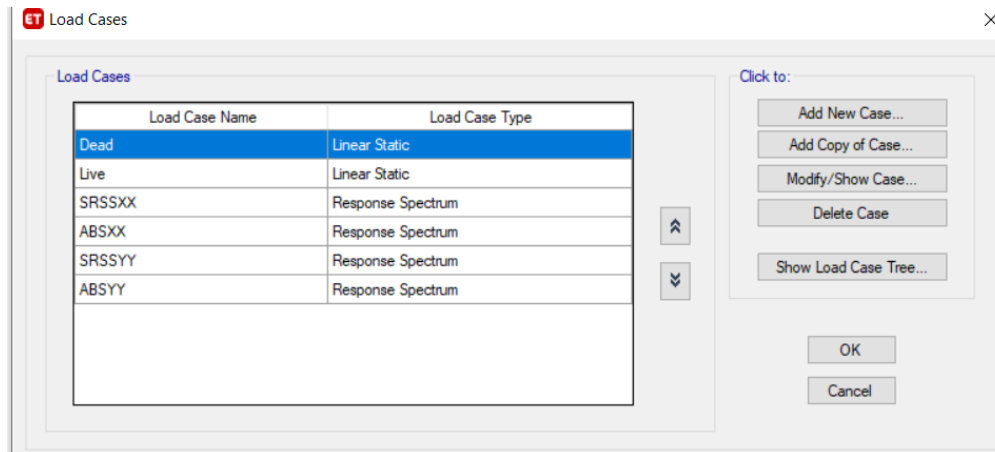 ET Load Cases
Load Cases
Load Case Name Load Case Type
Dead Linear Static
Live Linear Static
SRSSXX Response Spectrum
ABSXX Response Spectrum
SRSSYY Response Spectrum
ABSYY Response Spectrum
Click to:
Add New Case...
Add Copy of Case...
Modify/Show Case...
Delete Case
Show Load Case Tree...
OK
Cancel